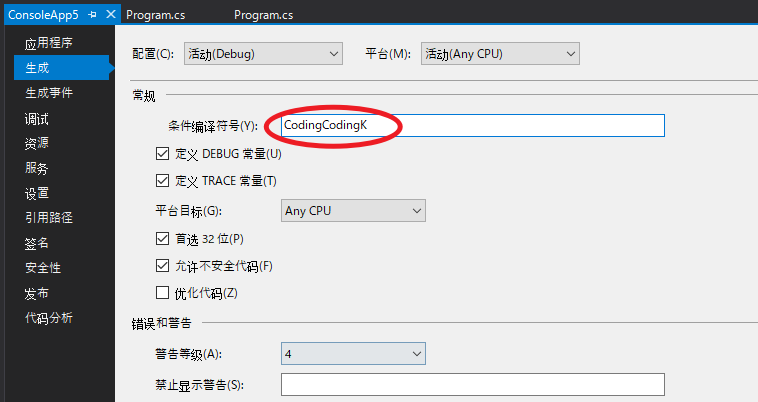 ConsoleApp5 Program.cs Program.cs
应用程序
生成
生成事件
调试
资源
服务
设置
引用路径
签名
安全性
发布
代码分析
配置(C): 活动(Debug) 平台(M): 活动(Any CPU)
常规
条件编译符号(Y): CodingCodingK
定义 DEBUG 常量(U)
定义 TRACE 常量(T)
平台目标(G): Any CPU
首选 32 位(P)
允许不安全代码(F)
优化代码(Z)
错误和警告
警告等级(A): 4
禁止显示警告(S):